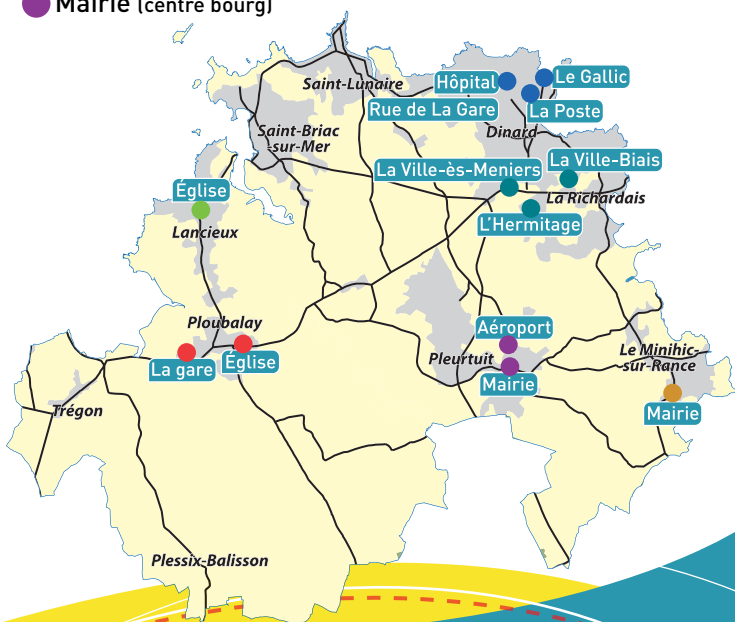 Mairie (centre bourg)
Saint-Lunaire
Hôpital
Le Gallic
Rue de La Gare
La Poste
Dinard
Saint-Briac
-sur-Mer
La Ville-ès-Meniers
La Ville-Biais
Église
La Richardais
Lancieux
L'Hermitage
Ploubalay
Aéroport
La gare
Église
Pleurtuit
Le Minihic-
sur-Rance
Mairie
Trégon
Mairie
Plessix-Balisson